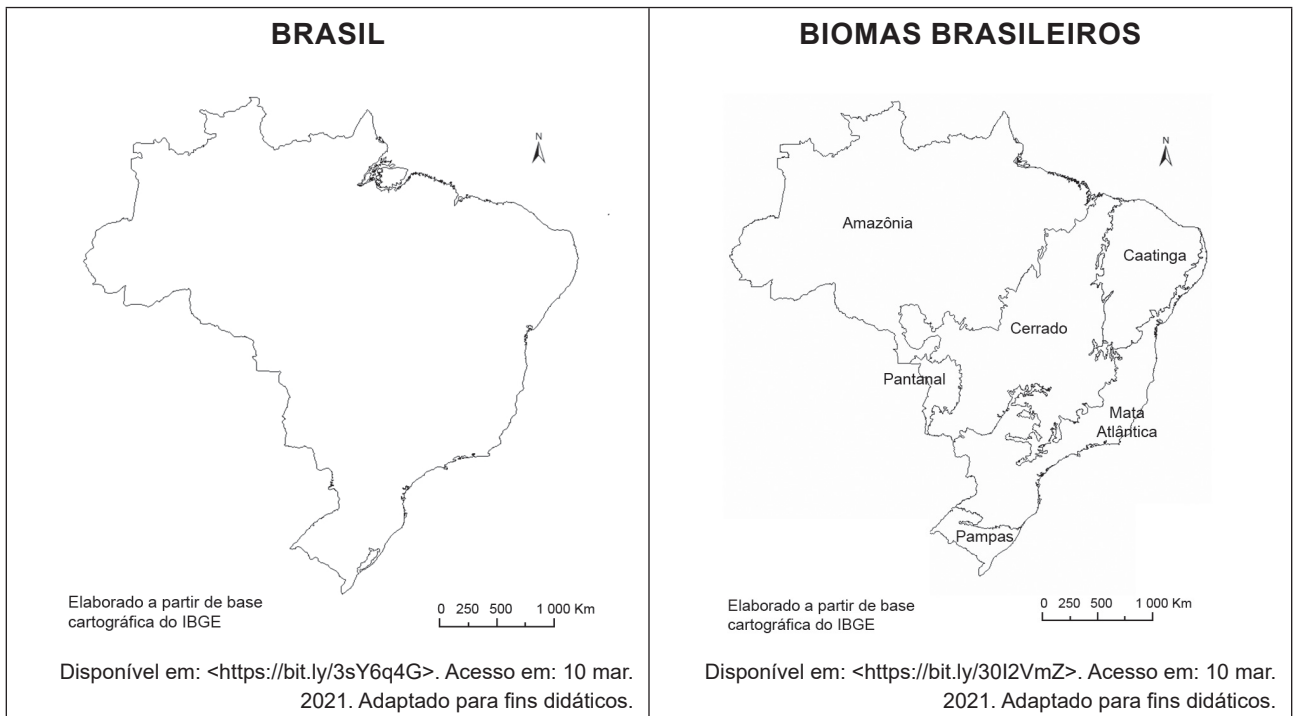 BRASIL
N
Elaborado a partir de base
cartográfica do IBGE
0 250 500 1 000 Km
Disponível em: <https://bit.ly/3sY6q4G>. Acesso em: 10 mar.
2021. Adaptado para fins didáticos.
BIOMAS BRASILEIROS
N
Amazônia
Caatinga
Cerrado
Pantanal
Mata
Atlântica
Pampas
Elaborado a partir de base
cartográfica do IBGE
0 250 500 1 000 Km
Disponível em: <https://bit.ly/30I2VmZ>. Acesso em: 10 mar.
2021. Adaptado para fins didáticos.